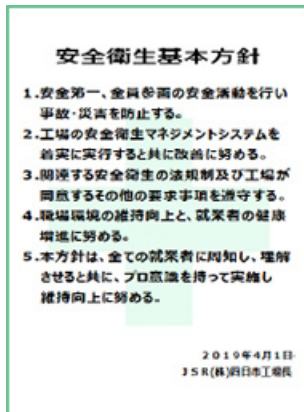 安全衛生基本方針
1.安全第一、全員参画の安全活動を行い
事故・災害を防止する。
2.工場の安全衛生マネジメントシステムを
着実に実行すると共に改善に努める。
3.関連する安全衛生の法規制及び工場が
同意するその他の要求事項を遵守する。
4.職場環境の維持向上と、就業者の健康
増進に努める。
5.本方針は、全ての就業者に周知し、理解
させると共に、プロ意識を持って実施し
維持向上に努める。
2019年4月1日
JSR(株)四日市工場長